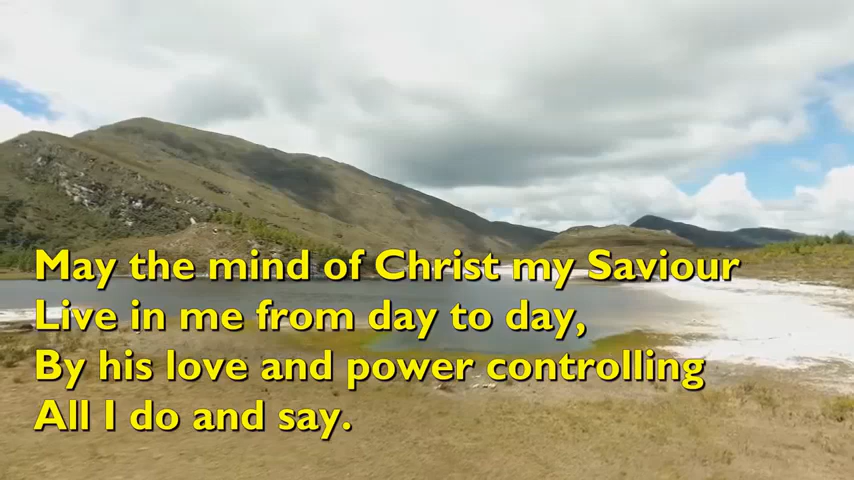 May the mind of Christ my Saviour
Live in me from day to day,
By his love and power controlling
All I do and say.